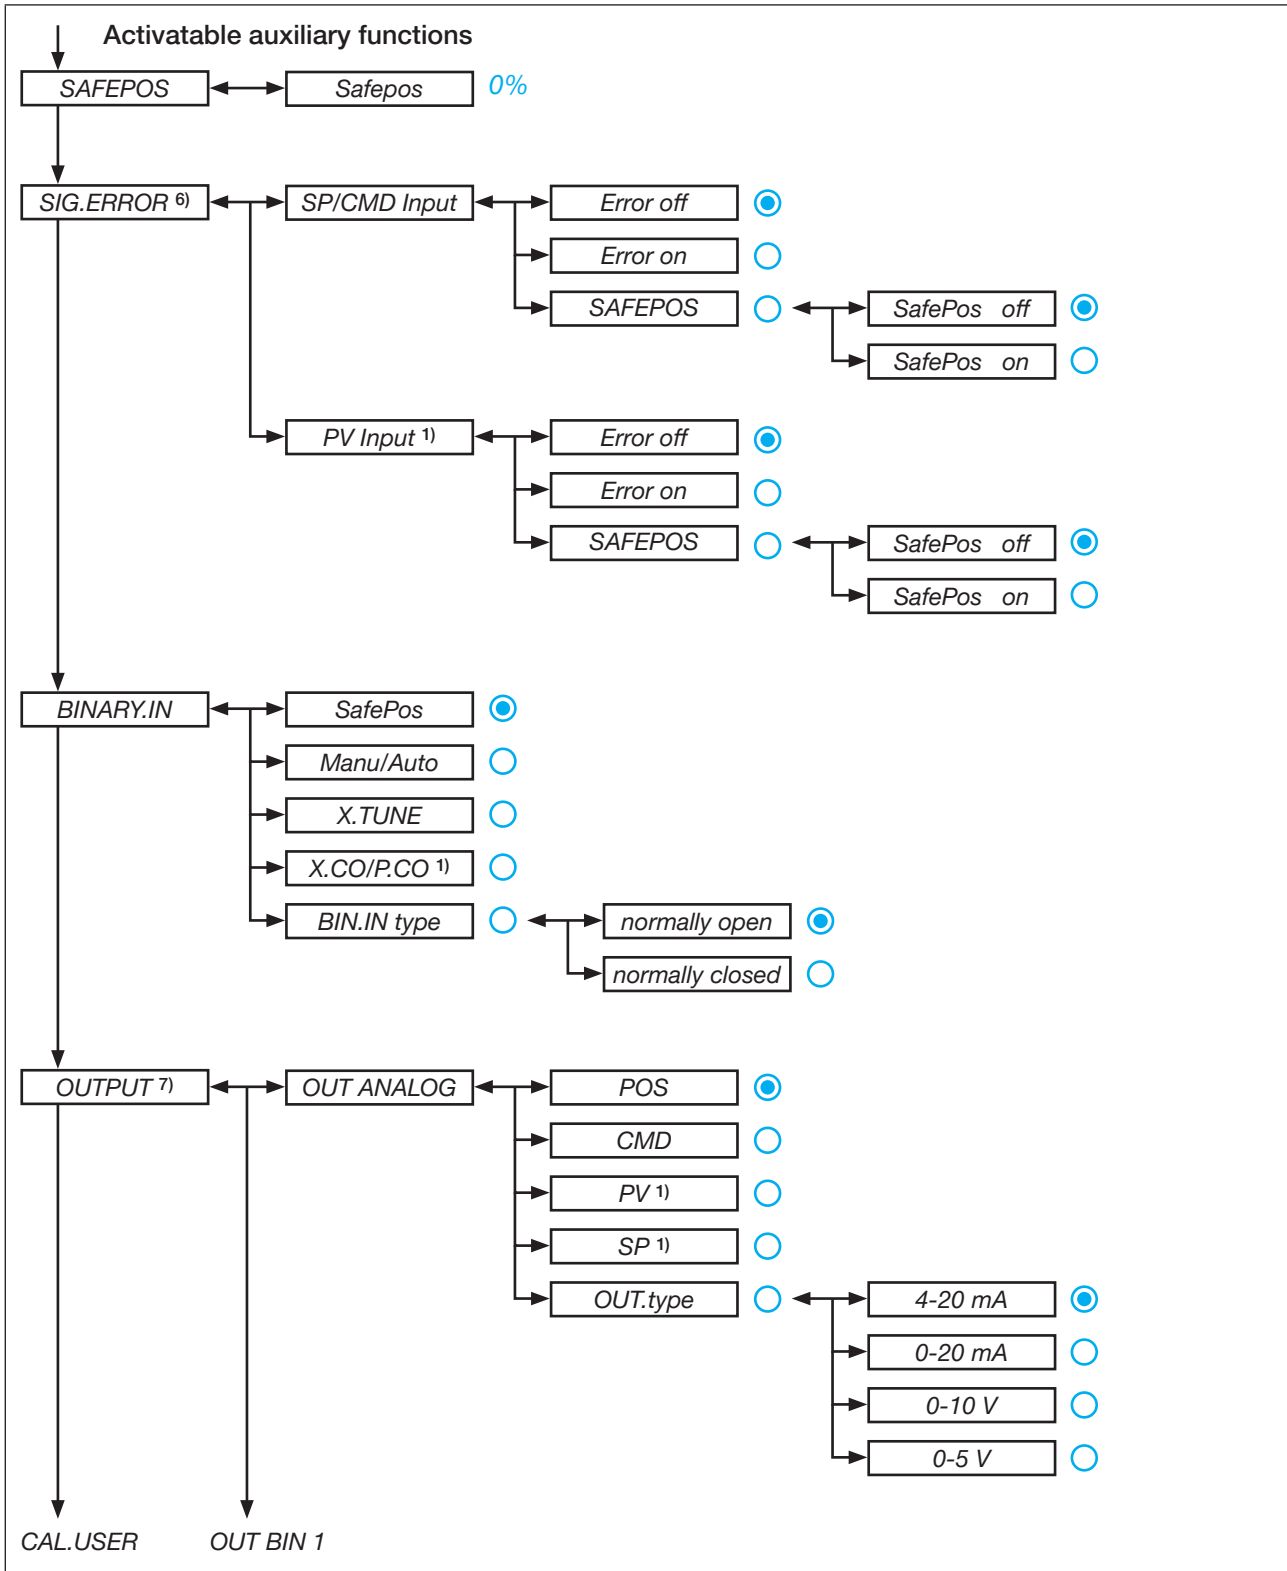 Activatable auxiliary functions
SAFEPOS
Safepos
0%
SIG.ERROR 6)
SP/CMD Input
Error off
Error on
SAFEPOS
SafePos off
SafePos on
PV Input 1)
Error off
Error on
SAFEPOS
SafePos off
SafePos on
BINARY.IN
SafePos
Manu/Auto
X.TUNE
X.CO/P.CO 1)
BIN.IN type
normally open
normally closed
OUTPUT 7)
OUT ANALOG
POS
CMD
PV 1)
SP 1)
OUT.type
4-20 mA
0-20 mA
0-10 V
0-5 V
CAL.USER
OUT BIN 1